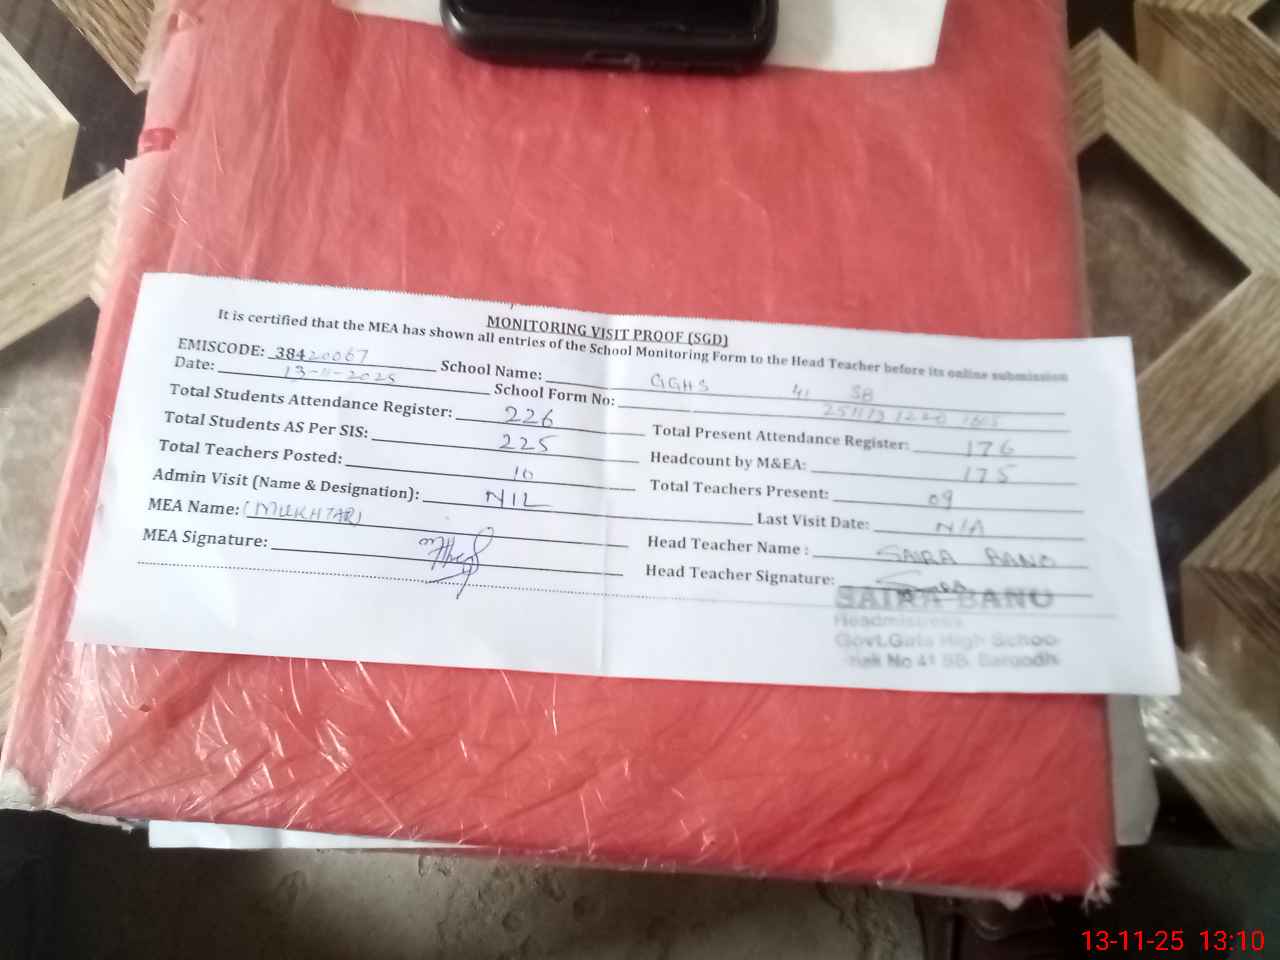 MONITORING VISIT PROOF (SGD)
It is certified that the MEA has shown all entries of the School Monitoring Form to the Head Teacher before its online submission
EMISCODE: 38420067 School Name: GGHS 41 SB
Date: 13-11-2025 School Form No:
Total Students Attendance Register: 226 Total Present Attendance Register: 176
Total Students AS Per SIS: 225 Headcount by M&EA: 175
Total Teachers Posted: 10 Total Teachers Present: 09
Admin Visit (Name & Designation): NIL Last Visit Date: N/A
MEA Name: (MUKHTAR) Head Teacher Name : SAIRA BANO
MEA Signature: Head Teacher Signature:
SAIRA BANU
Headmistress
Govt.Gals High Schoo
No 41 SB, Sargodh
13-11-25 13:10